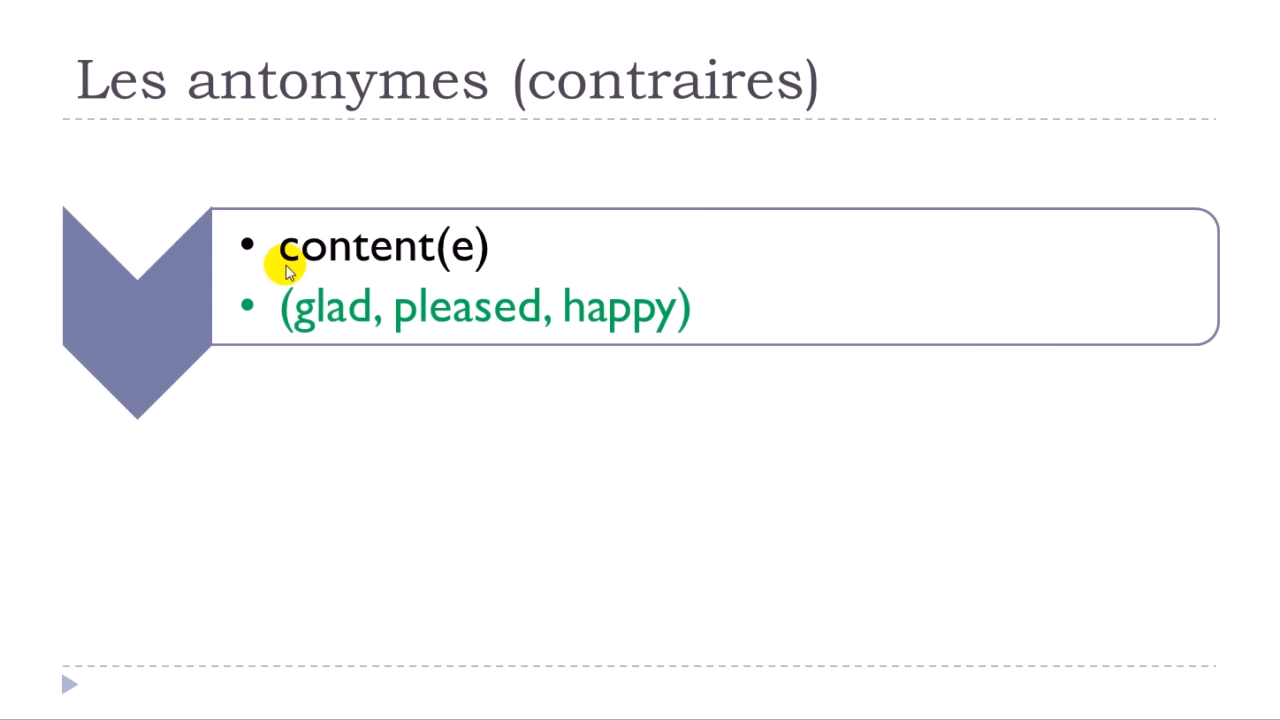 Les antonymes (contraires)
• content(e)
• (glad, pleased, happy)